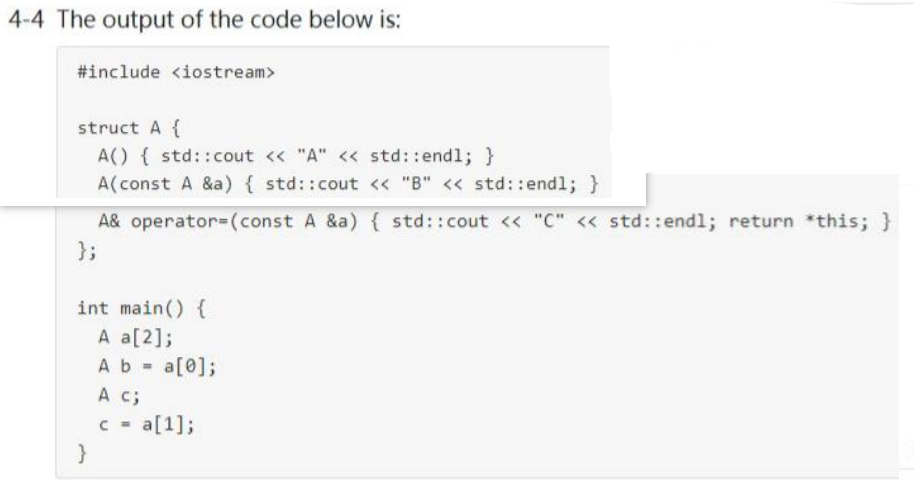 4-4 The output of the code below is:
#include <iostream>
struct A {
A() { std::cout << "A" << std::endl; }
A(const A &a) { std::cout << "B" << std::endl; }
A& operator=(const A &a) { std::cout << "C" << std::endl; return *this; }
};
int main() {
A a[2];
A b = a[0];
A c;
c = a[1];
}